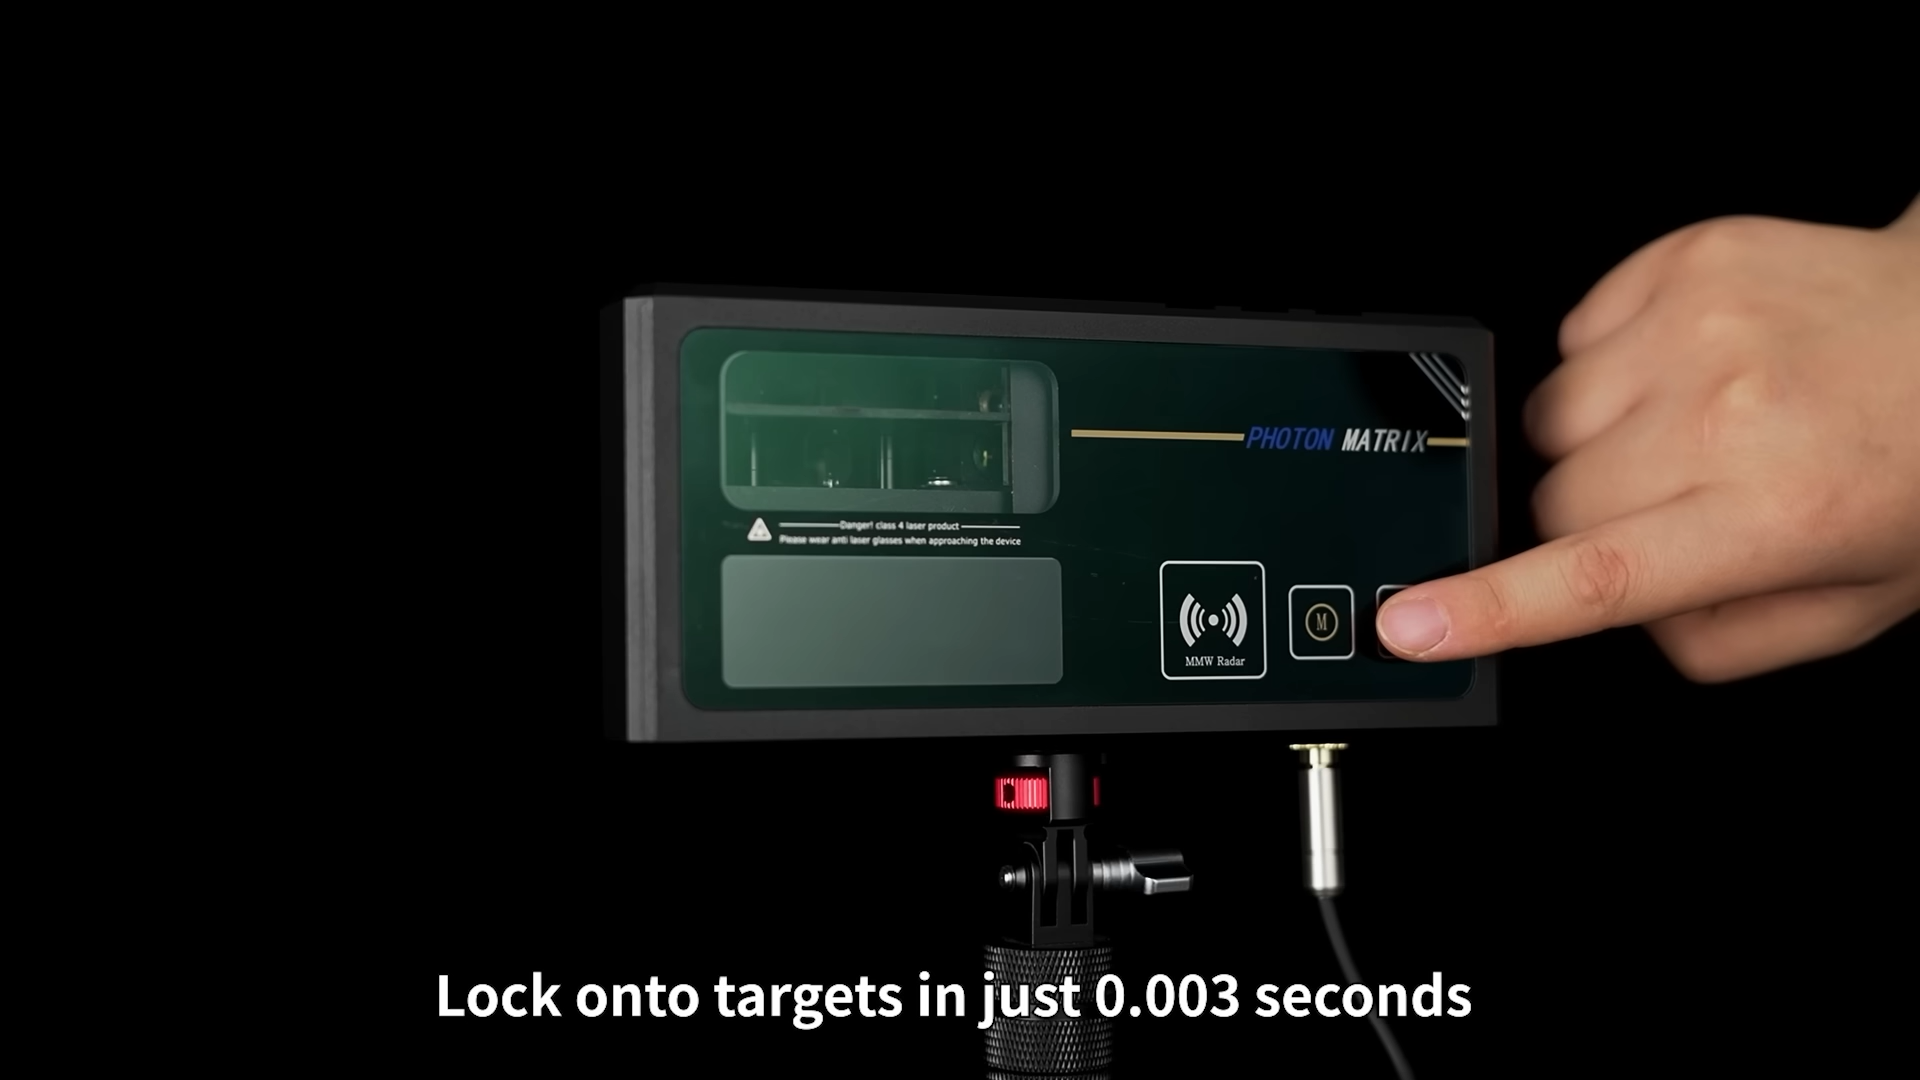 PHOTON MATRIX
Danger! class 4 laser product
Please wear anti laser glasses when approaching the device
M
MMW Radar
Lock onto targets in just 0.003 seconds